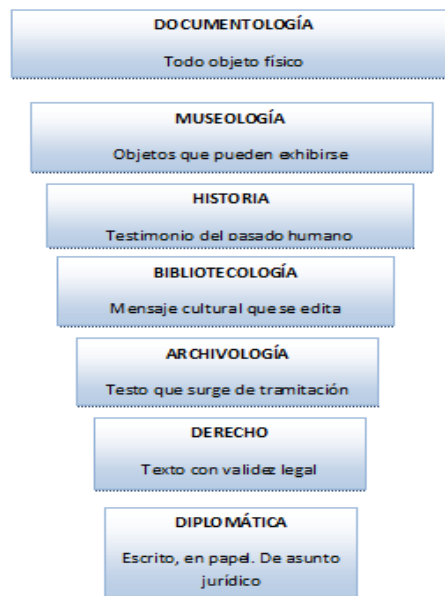 DOCUMENTOLOGÍA
Todo objeto físico
MUSEOLOGÍA
Objetos que pueden exhibirse
HISTORIA
Testimonio del pasado humano
BIBLIOTECOLOGÍA
Mensaje cultural que se edita
ARCHIVOLOGÍA
Testo que surge de tramitación
DERECHO
Texto con validez legal
DIPLOMÁTICA
Escrito, en papel. De asunto
jurídico